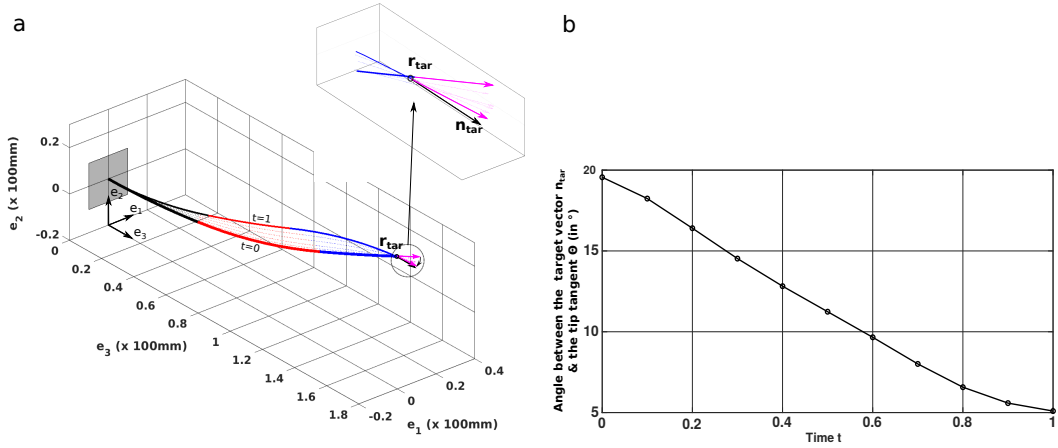 a
b
r_tar
n_tar
e_2 (x 100mm)
0.2
0
-0.2
e_2
e_1
e_3
t=1
t=0
r_tar
0
0.2
0.4
0.6
0.8
1
1.2
1.4
1.6
1.8
e_3 (x 100mm)
-0.2
0
0.2
0.4
e_1 (x 100mm)
Angle between the target vector n_tar
& the tip tangent Θ (in °)
20
15
10
5
0
0.2
0.4
0.6
0.8
1
Time t